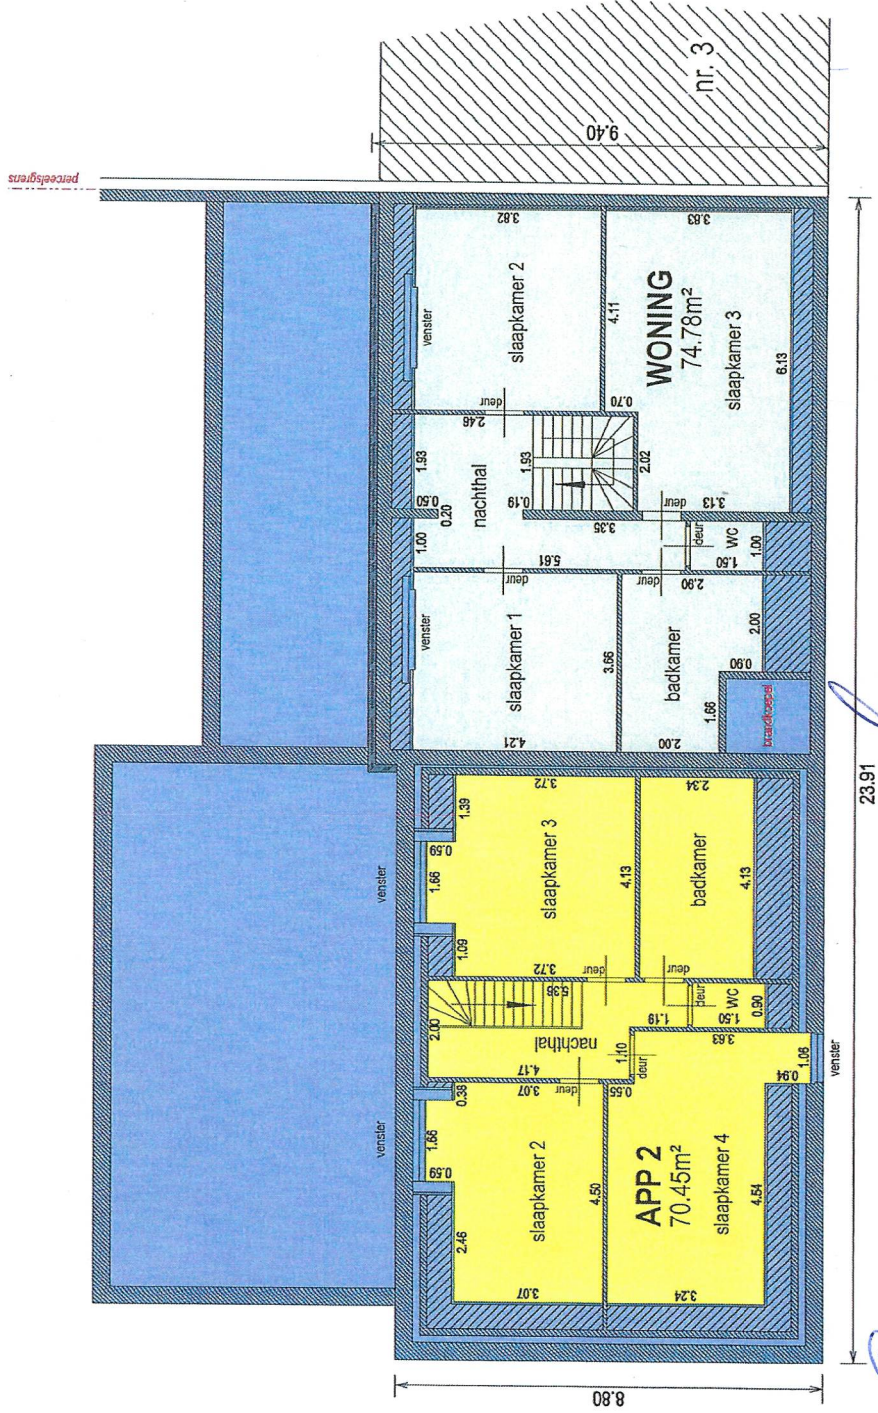 perceelsgrens
nr. 3
9.40
23.91
8.80
WONING
74.78m²
slaapkamer 1
venster
4.21
3.66
deur
slaapkamer 2
venster
3.82
4.11
deur
slaapkamer 3
3.83
6.13
0.70
2.02
3.13
deur
nachthal
1.00
0.50
1.93
0.20
0.19
1.93
2.46
5.61
3.35
badkamer
deur
2.90
2.00
1.66
0.90
2.00
WC
deur
1.50
1.00
brandkoepel
APP 2
70.45m²
slaapkamer 2
venster
2.46
0.59
1.66
0.38
3.07
3.07
4.50
deur
slaapkamer 3
venster
1.09
1.66
0.59
1.39
3.72
3.72
4.13
deur
slaapkamer 4
3.24
4.54
0.55
3.63
0.94
1.06
venster
deur
nachthal
2.00
5.36
4.17
1.10
1.19
badkamer
2.34
4.13
deur
WC
deur
1.50
0.90